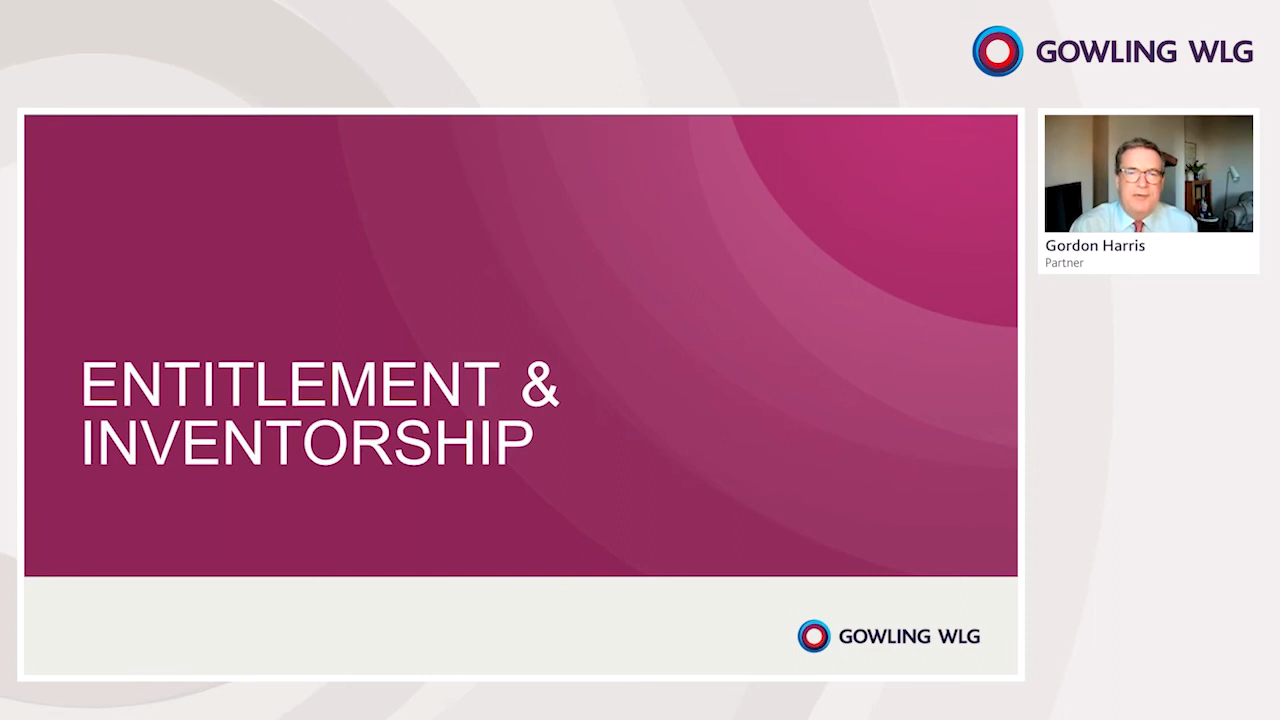 GOWLING WLG
ENTITLEMENT &
INVENTORSHIP
Gordon Harris
Partner
GOWLING WLG